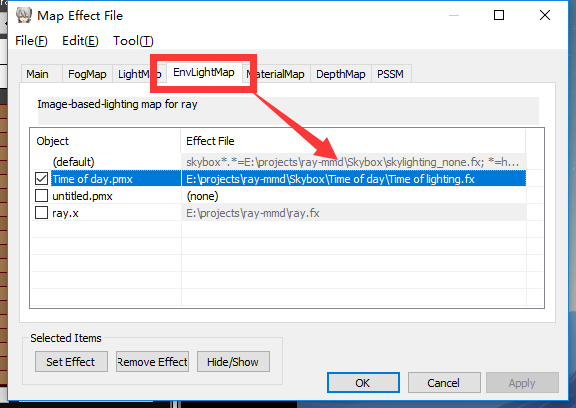 Map Effect File
File(F) Edit(E) Tool(T)
Main FogMap LightMap EnvLightMap MaterialMap DepthMap PSSM
Image-based-lighting map for ray
Object Effect File
(default) skybox*.*=E:\projects\ray-mmd\Skybox\skylighting_none.fx; *=h...
Time of day.pmx E:\projects\ray-mmd\Skybox\Time of day\Time of lighting.fx
untitled.pmx (none)
ray.x E:\projects\ray-mmd\ray.fx
Selected Items
Set Effect Remove Effect Hide/Show
OK Cancel Apply